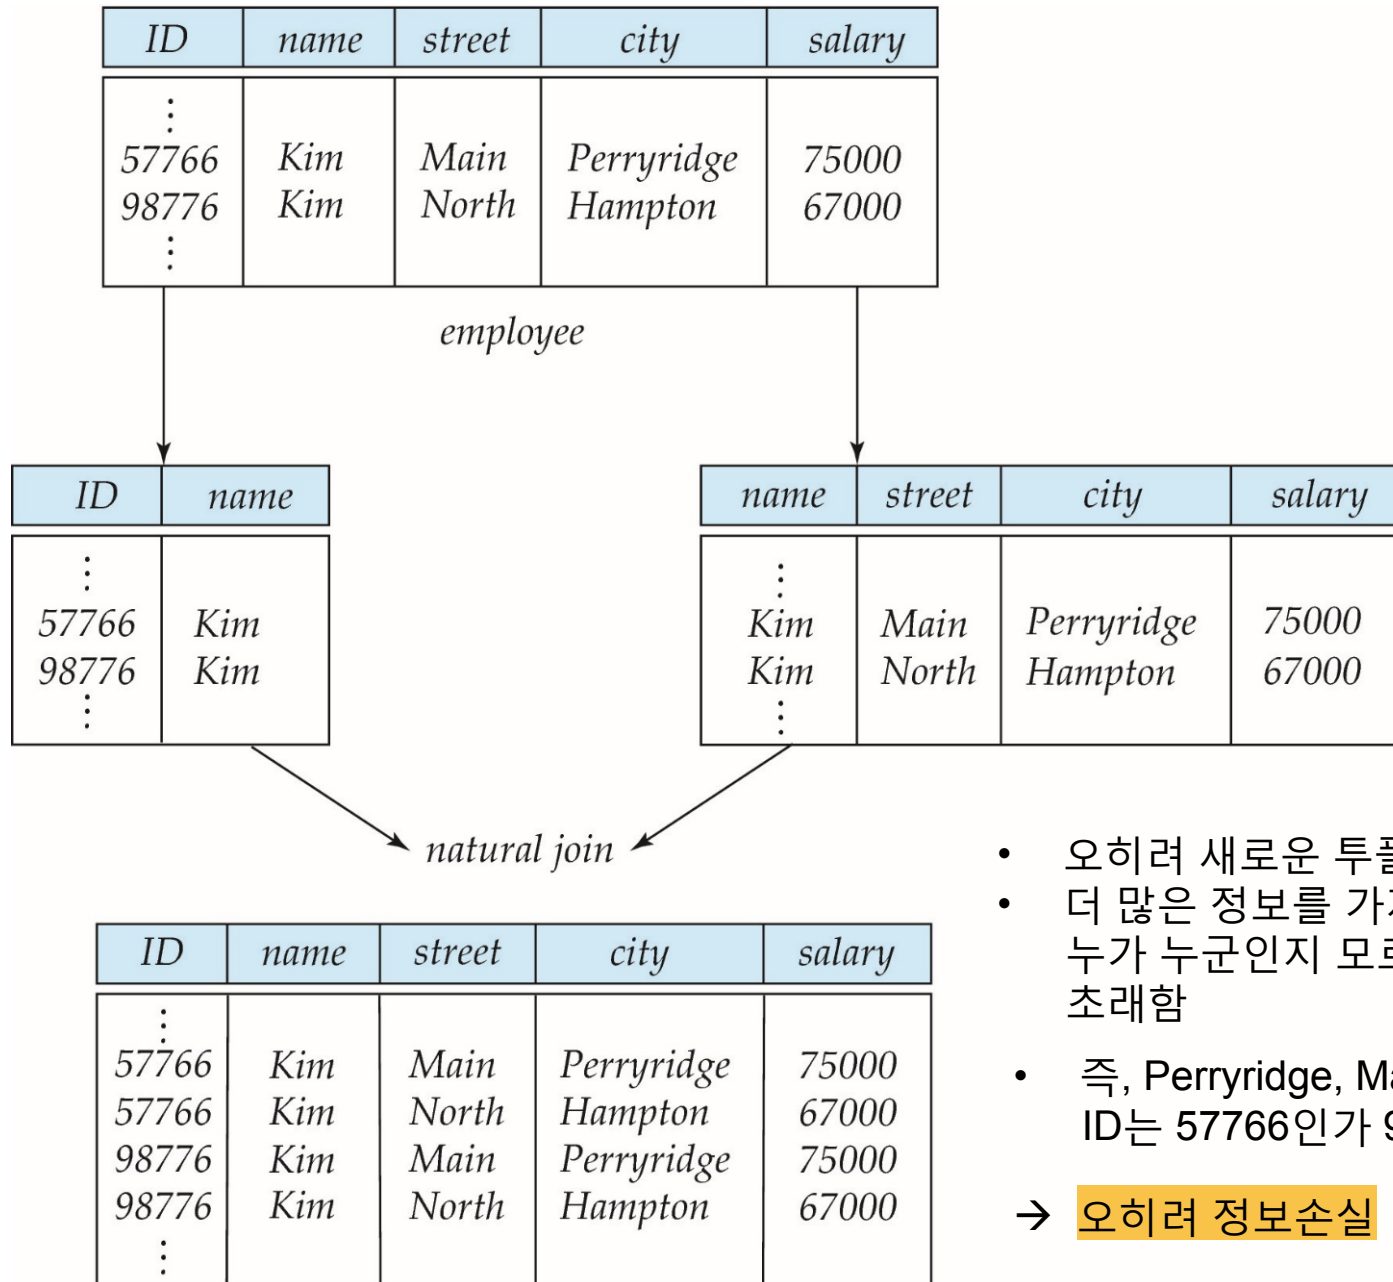 ID name street city salary
57766 Kim Main Perryridge 75000
98776 Kim North Hampton 67000
employee
ID name
57766 Kim
98776 Kim
name street city salary
Kim Main Perryridge 75000
Kim North Hampton 67000
natural join
ID name street city salary
57766 Kim Main Perryridge 75000
57766 Kim North Hampton 67000
98776 Kim Main Perryridge 75000
98776 Kim North Hampton 67000
• 오히려 새로운
• 더 많은 정보를
누가 누군인지
초래함
• 즉, Perryridge,
ID는 57766인가
→ 오히려 정보손실